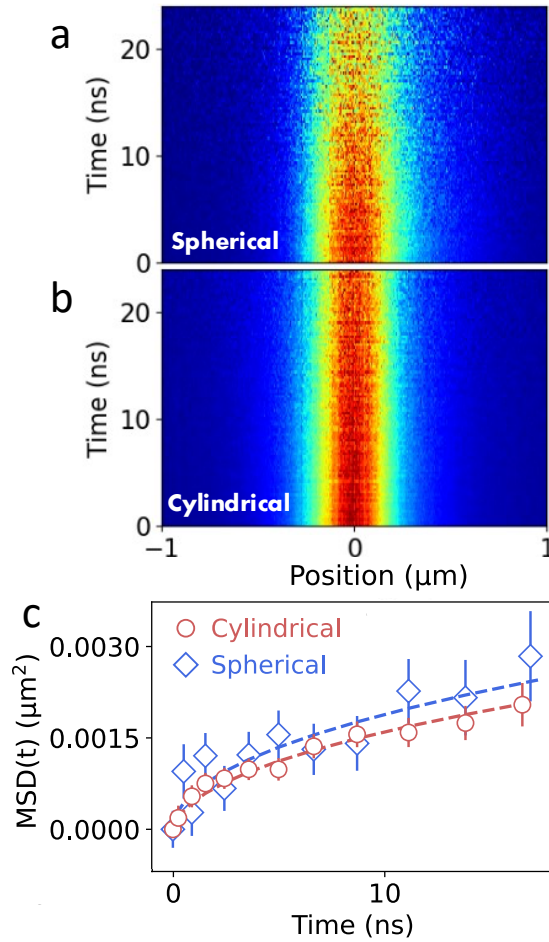 a
20
10
0
Time (ns)
Spherical
b
20
10
0
Time (ns)
Cylindrical
−1 0 1
Position (μm)
c
Cylindrical
Spherical
0.0030
0.0015
0.0000
MSD(t) (μm²)
0 10
Time (ns)